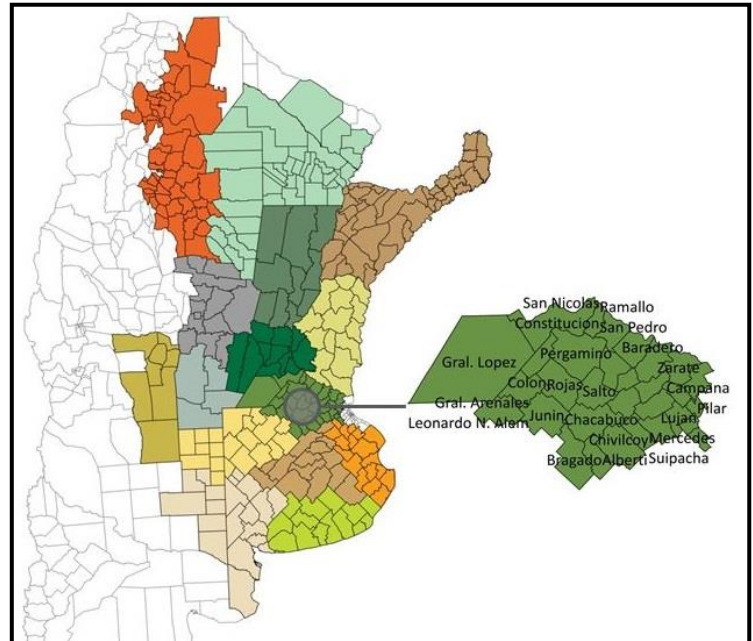 San Nicolas
Ramallo
Constitucions
San Pedro
Baradero
Gral. Lopez
Pergamino
Zarate
Colon
Rojas
Salto
Campana
Gral. Arenales
Pilar
Leonardo N. Alem
Junin
Chacabuco
Lujan
Chivilcoy
Mercedes
Bragado
Alberti
Suipacha